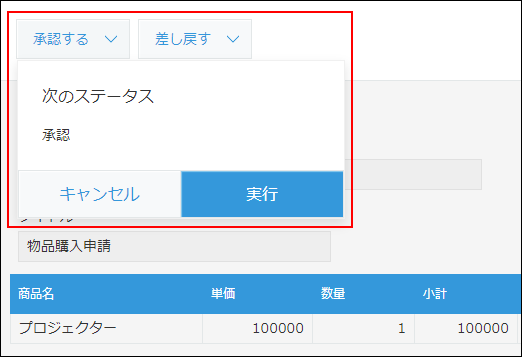 承認する 差し戻す
次のステータス
承認
キャンセル 実行
物品購入申請
商品名 単価 数量 小計
プロジェクター 100000 1 100000